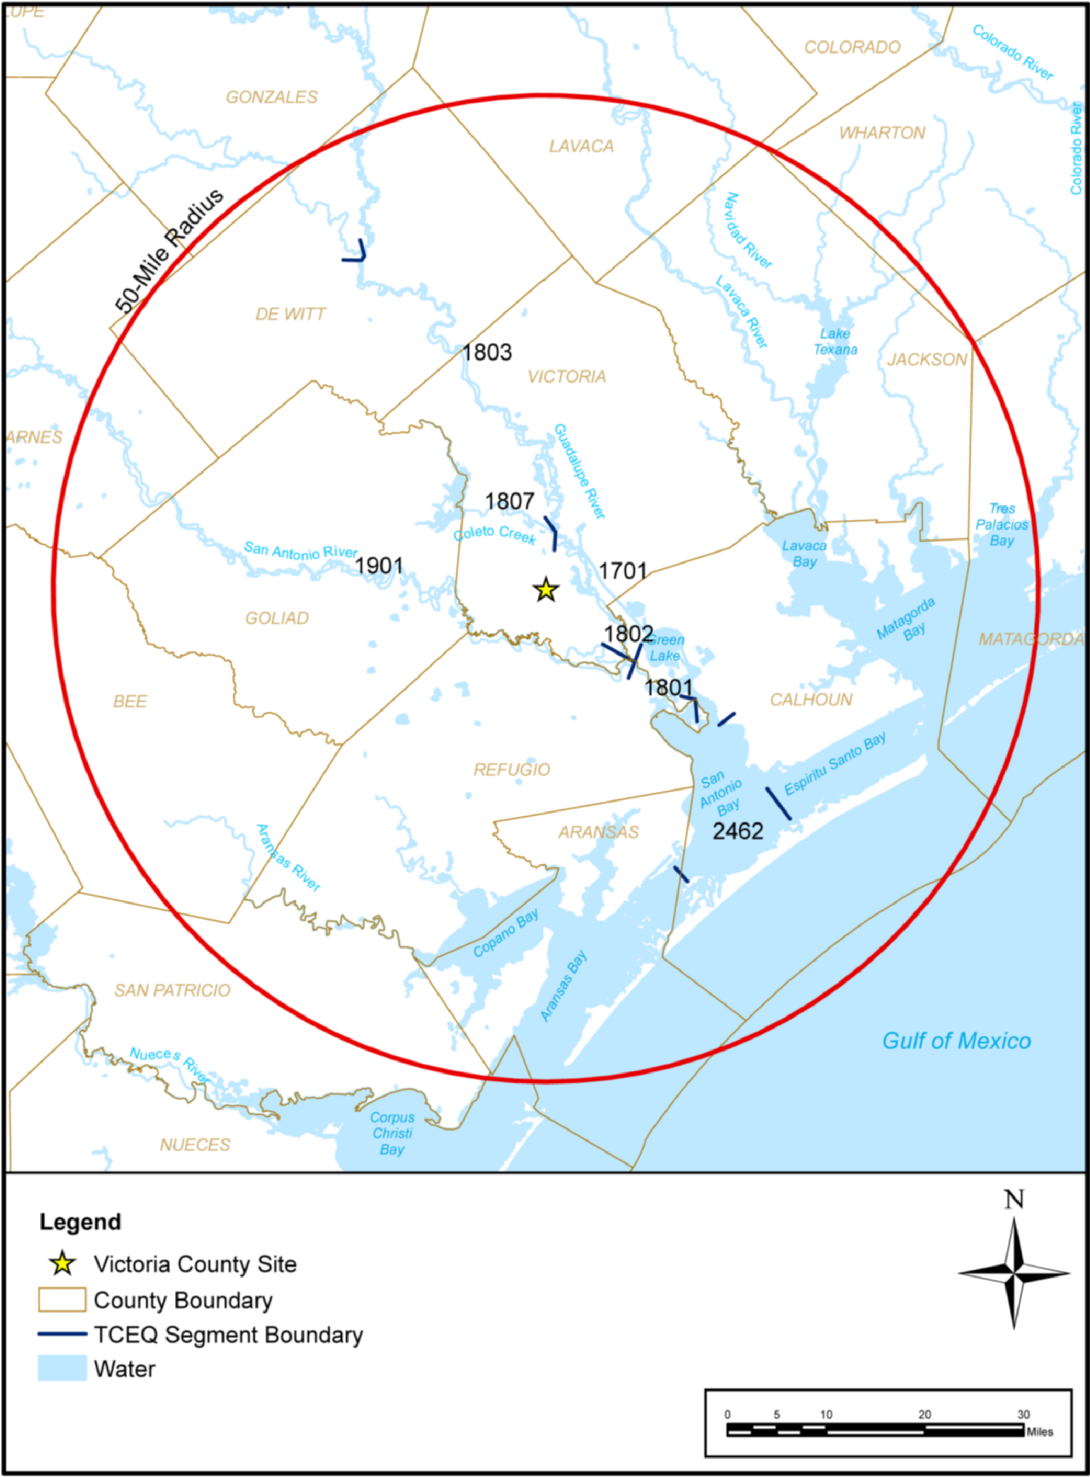 UPE
COLORADO
Colorado River
GONZALES
Colorado River
WHARTON
LAVACA
50-Mile Radius
Navidad River
DE WITT
Lavaca River
Lake
Texana
1803
VICTORIA
JACKSON
ARNES
Guadalupe River
1807
Tres
Palacios
Bay
Coleto Creek
San Antonio River
1901
Lavaca
Bay
1701
GOLIAD
Matagorda
Bay
1802
Green
Lake
MATAGORDA
1801
BEE
CALHOUN
REFUGIO
San
Antonio
Bay
Espiritu Santo Bay
ARANSAS
2462
Aransas River
Copano Bay
Aransas Bay
SAN PATRICIO
Gulf of Mexico
Nueces River
Corpus
Christi
Bay
NUECES
Legend
N
Victoria County Site
County Boundary
TCEQ Segment Boundary
Water
0 5 10 20 30
Miles